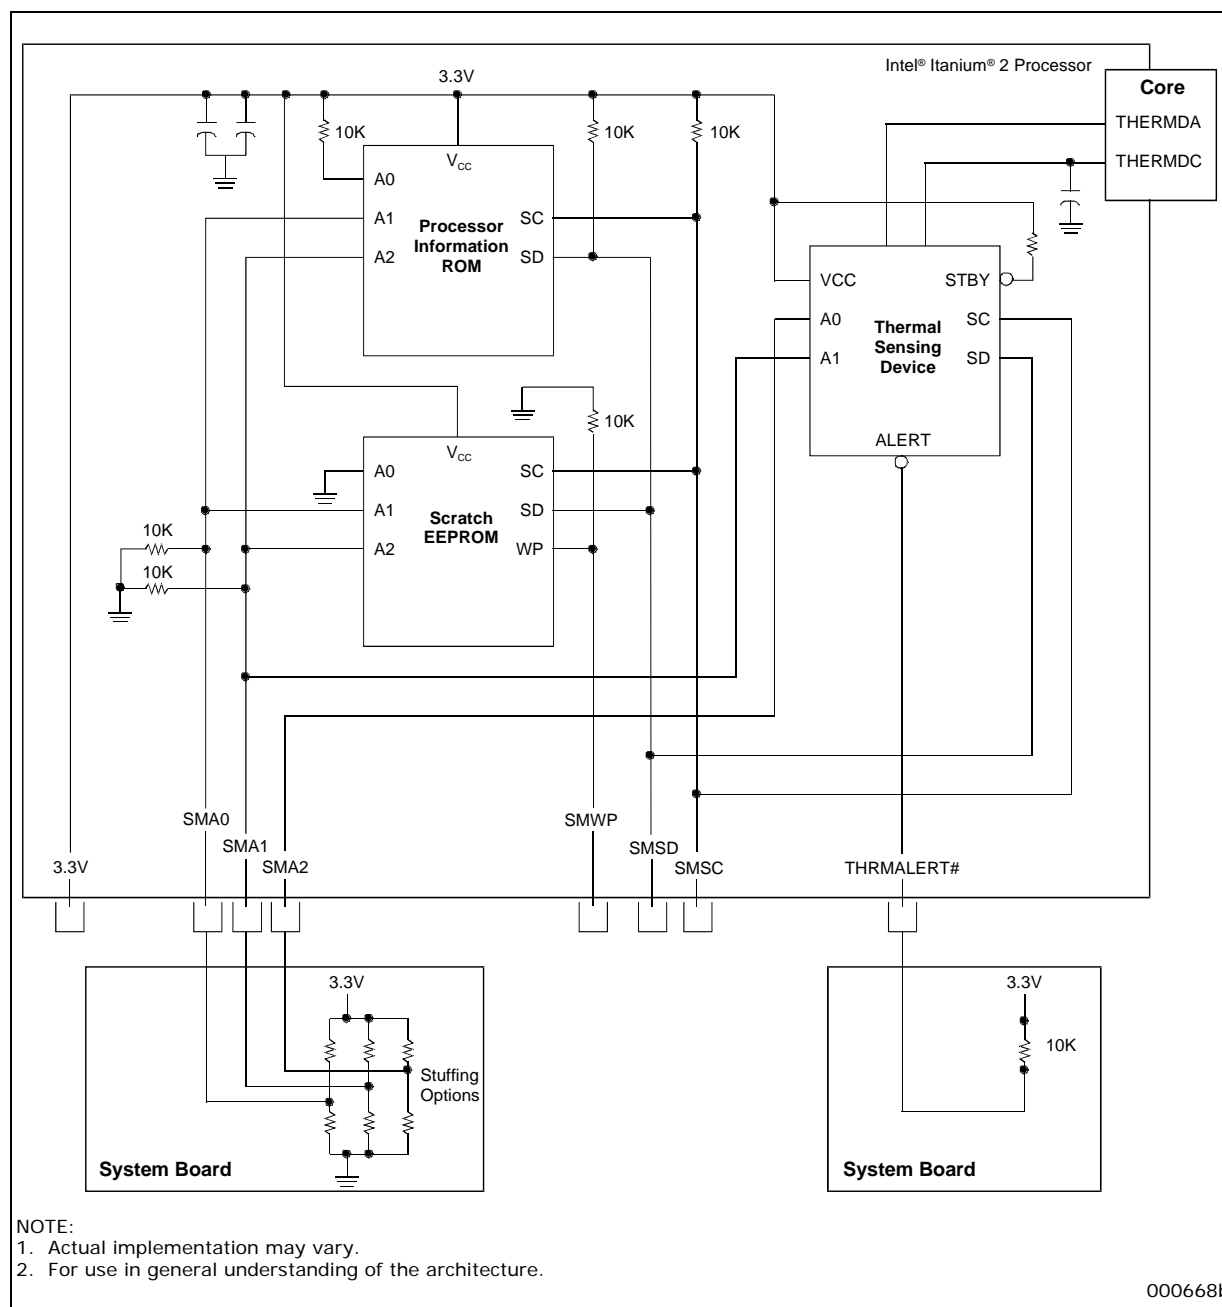 Intel® Itanium® 2 Processor
3.3V
Core
THERMDA
THERMDC
10K
10K
10K
VCC
A0
A1
A2
Processor
Information
ROM
SC
SD
VCC
A0
A1
STBY
SC
SD
Thermal
Sensing
Device
ALERT
10K
VCC
A0
A1
A2
Scratch
EEPROM
SC
SD
WP
10K
10K
SMA0
SMA1
SMA2
3.3V
SMWP
SMSD
SMSC
THRMALERT#
3.3V
Stuffing
Options
System Board
3.3V
10K
System Board
NOTE:
1. Actual implementation may vary.
2. For use in general understanding of the architecture.
000668b